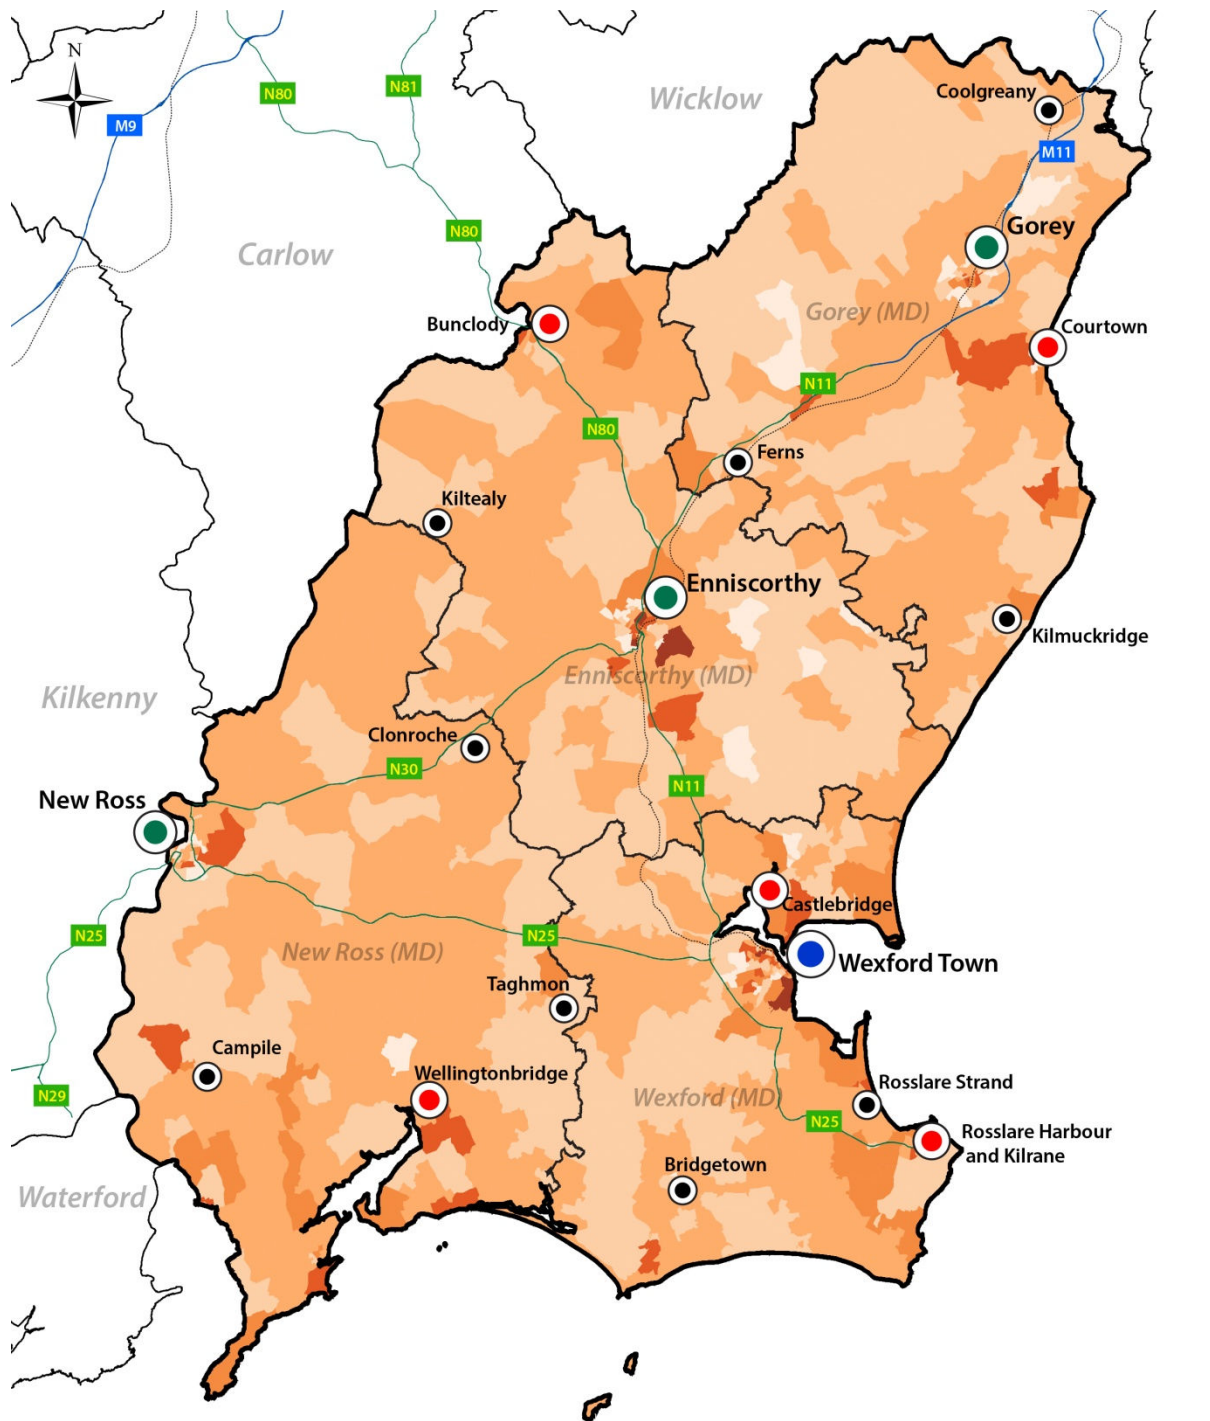 N
N80
N81
Wicklow
Coolgreany
M9
M11
Gorey
N80
Carlow
Gorey (MD)
Bunclody
Courtown
N11
N80
Ferns
Kiltealy
Enniscorthy
Kilmuckridge
Enniscorthy (MD)
Kilkenny
Clonroche
N30
N11
New Ross
Castlebridge
N25
N25
New Ross (MD)
Wexford Town
Taghmon
Campile
Wellingtonbridge
Rosslare Strand
N29
Wexford (MD)
N25
Rosslare Harbour
and Kilrane
Bridgetown
Waterford